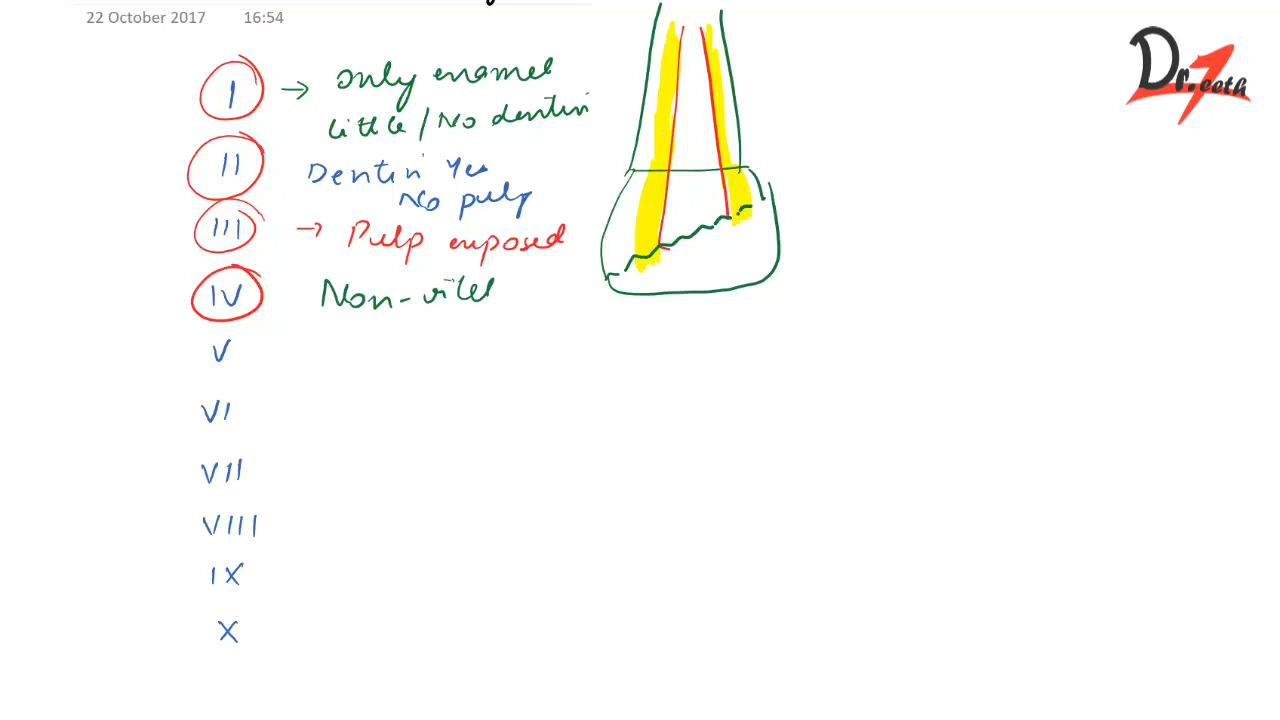 22 October 2017 16:54
Dr. Teeth
I → only enamel
little / No dentin
II Dentin Yes
No pulp
III → Pulp exposed
IV Non-vital
V
VI
VII
VIII
IX
X